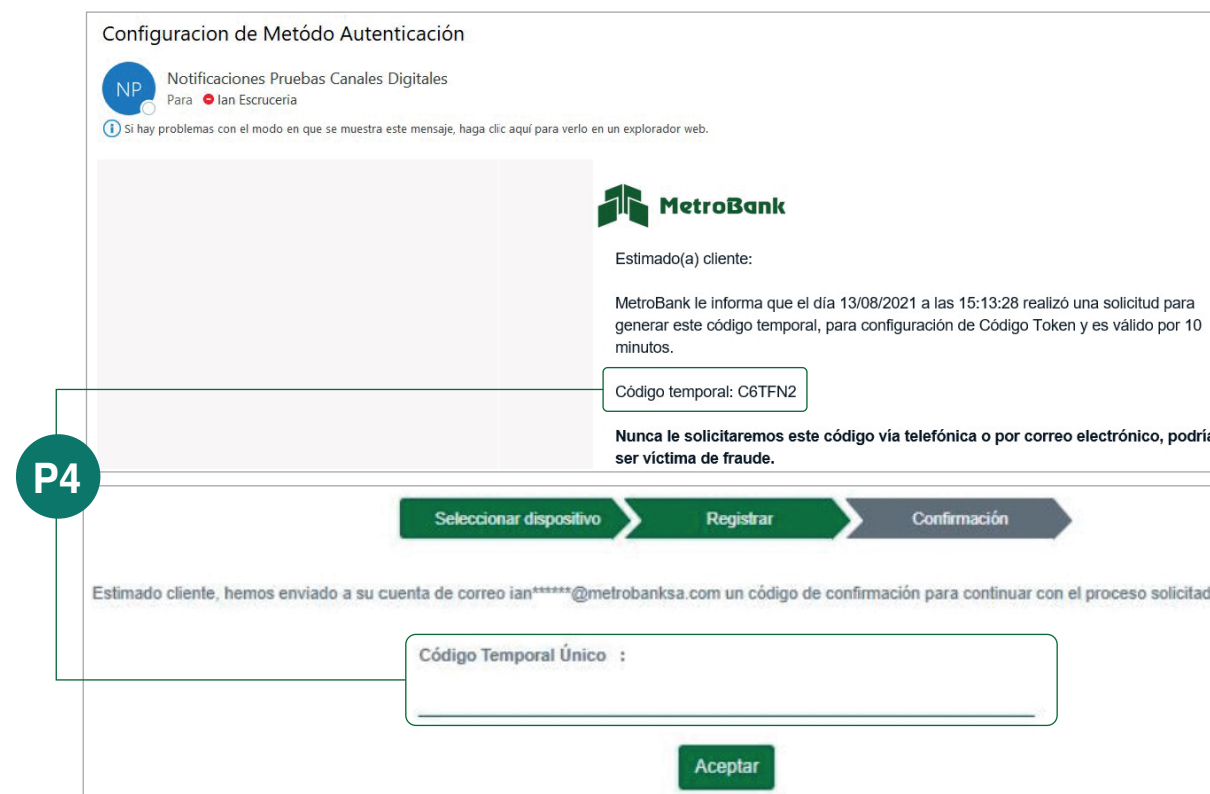 Configuracion de Metódo Autenticación
NP
Notificaciones Pruebas Canales Digitales
Para Ian Escruceria
Si hay problemas con el modo en que se muestra este mensaje, haga clic aquí para verlo en un explorador web.
MetroBank
Estimado(a) cliente:
MetroBank le informa que el día 13/08/2021 a las 15:13:28 realizó una solicitud para
generar este código temporal, para configuración de Código Token y es válido por 10
minutos.
Código temporal: C6TFN2
Nunca le solicitaremos este código vía telefónica o por correo electrónico, podría
ser víctima de fraude.
P4
Seleccionar dispositivo
Registrar
Confirmación
Estimado cliente, hemos enviado a su cuenta de correo ian******@metrobanksa.com un código de confirmación para continuar con el proceso solicitad
Código Temporal Único :
Aceptar